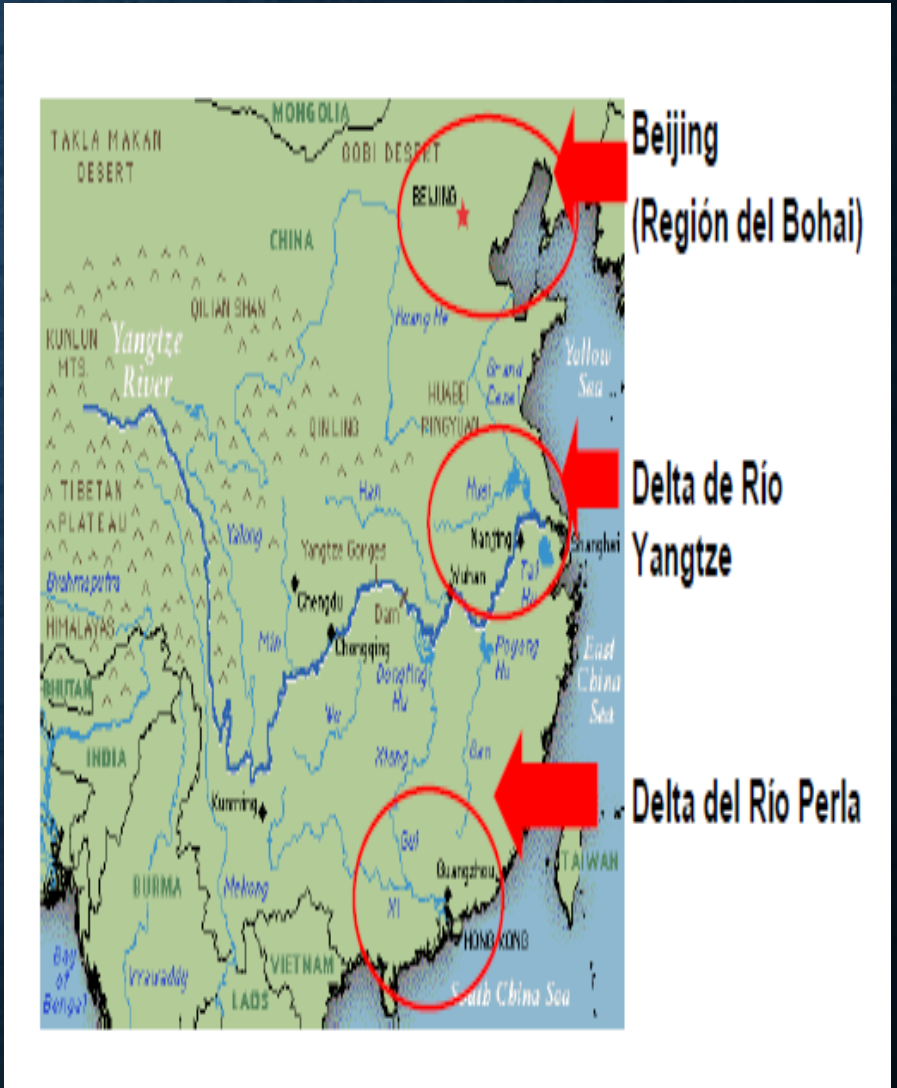 MONGOLIA
TAKLA MAKAN
DESERT
GOBI DESERT
BEIJING
CHINA
Beijing
(Región del Bohai)
QILIAN SHAN
KUNLUN
MTS.
Yangtze
River
Huang He
Yellow
Sea
Grand
Canal
HUABEI
PINGYUAN
QIN LING
TIBETAN
PLATEAU
Han
Huai
Yalong
Nanjing
Shanghai
Delta de Río
Yangtze
Yangtze Gorges
Wuhan
Tai
Hu
Brahmaputra
Chengdu
Dam
HIMALAYAS
Min
Chongqing
Dongting
Hu
Poyang
Hu
East
China
Sea
BHUTAN
Wu
INDIA
Xiang
Gan
Kunming
Delta del Río Perla
Gui
Guangzhou
TAIWAN
BURMA
Mekong
Xi
HONG KONG
Bay
of
Bengal
Irrawaddy
VIETNAM
LAOS
South China Sea